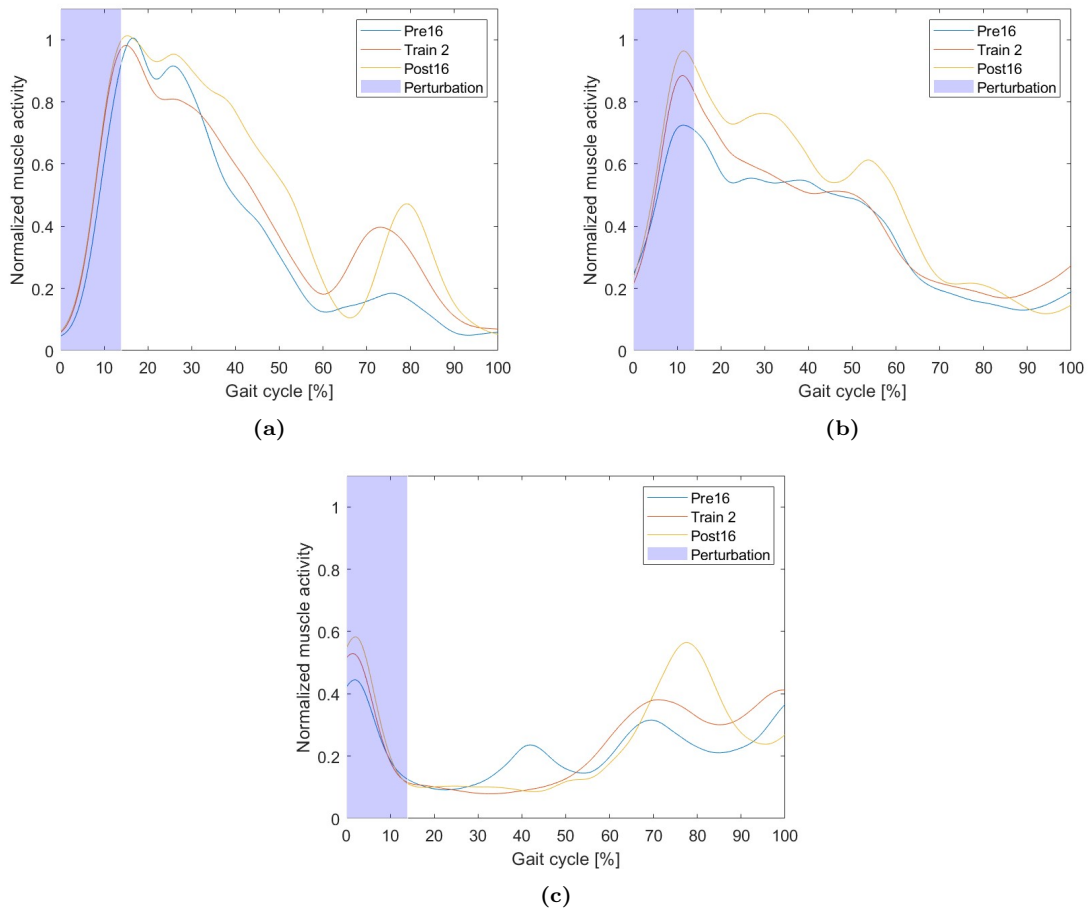 Normalized muscle activity
1
0.8
0.6
0.4
0.2
0
0 10 20 30 40 50 60 70 80 90 100
Gait cycle [%]
Pre16
Train 2
Post16
Perturbation
(a)
Normalized muscle activity
1
0.8
0.6
0.4
0.2
0
0 10 20 30 40 50 60 70 80 90 100
Gait cycle [%]
Pre16
Train 2
Post16
Perturbation
(b)
Normalized muscle activity
1
0.8
0.6
0.4
0.2
0
0 10 20 30 40 50 60 70 80 90 100
Gait cycle [%]
Pre16
Train 2
Post16
Perturbation
(c)